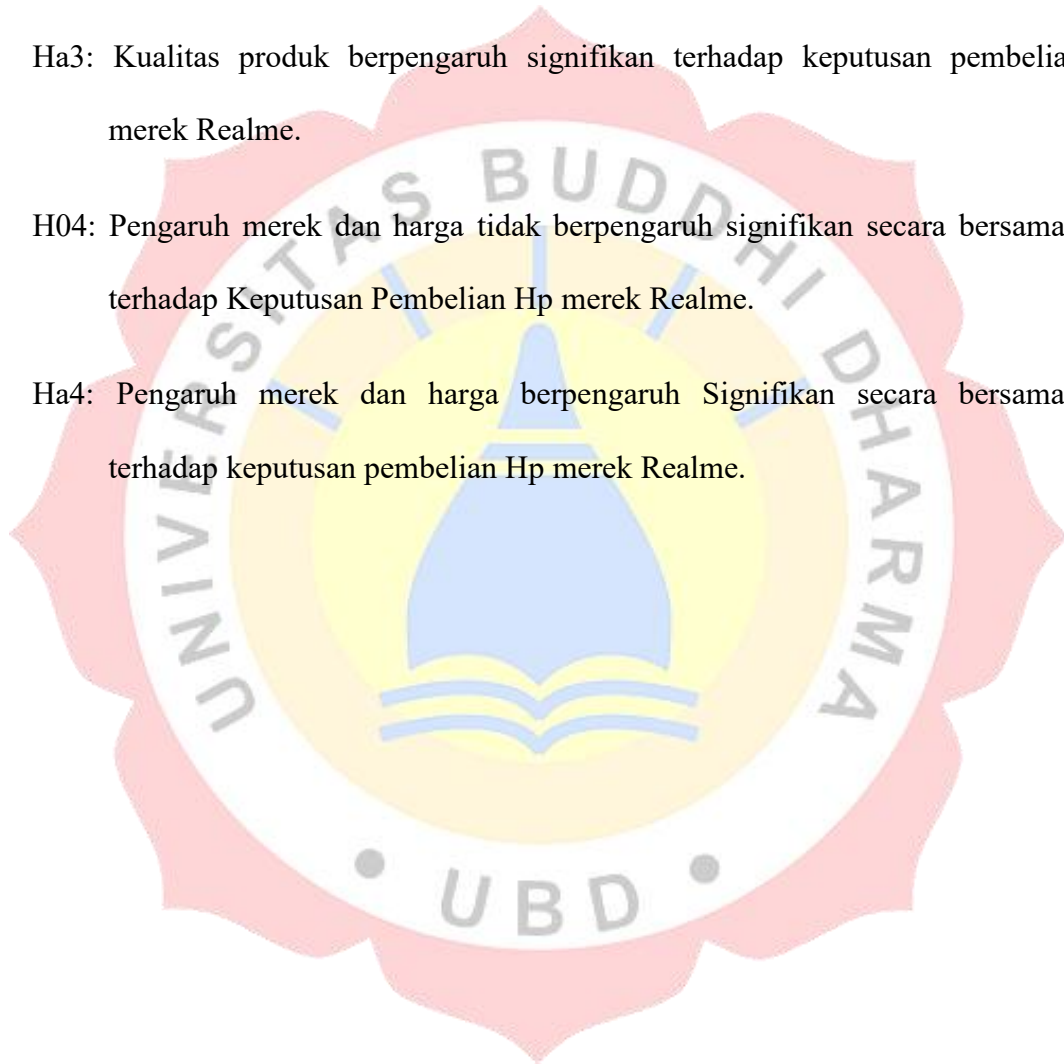 Ha3: Kualitas produk berpengaruh signifikan terhadap keputusan pembelia
merek Realme.
H04: Pengaruh merek dan harga tidak berpengaruh signifikan secara bersama
terhadap Keputusan Pembelian Hp merek Realme.
Ha4: Pengaruh merek dan harga berpengaruh Signifikan secara bersama
terhadap keputusan pembelian Hp merek Realme.
UNIVERSITAS BUDDHI DHARMA
• UBD •